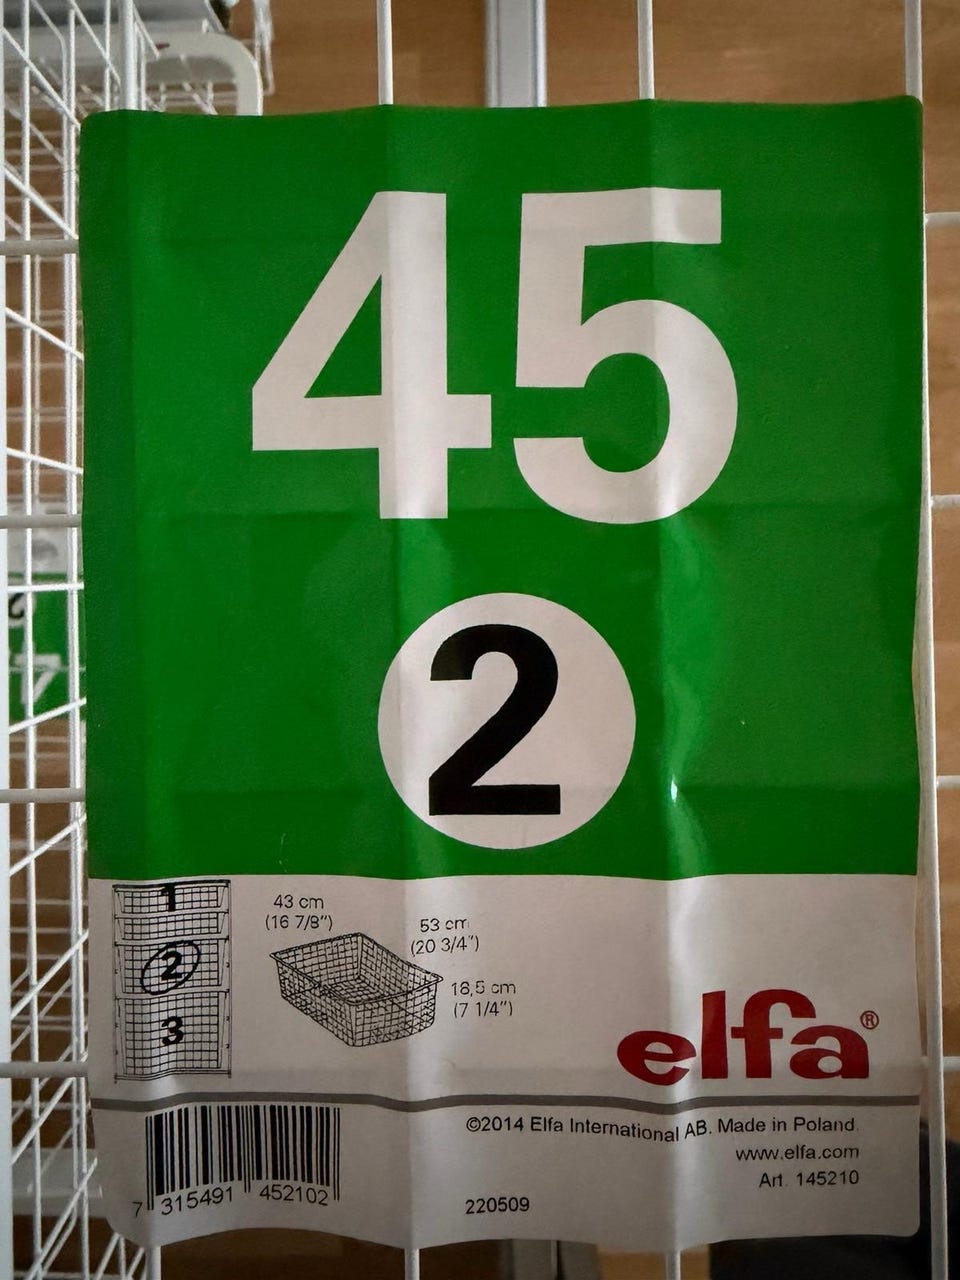 45
2
1
2
3
43 cm
(16 7/8")
53 cm
(20 3/4")
18,5 cm
(7 1/4")
elfa®
©2014 Elfa International AB. Made in Poland.
www.elfa.com
Art. 145210
7 315491 452102
220509